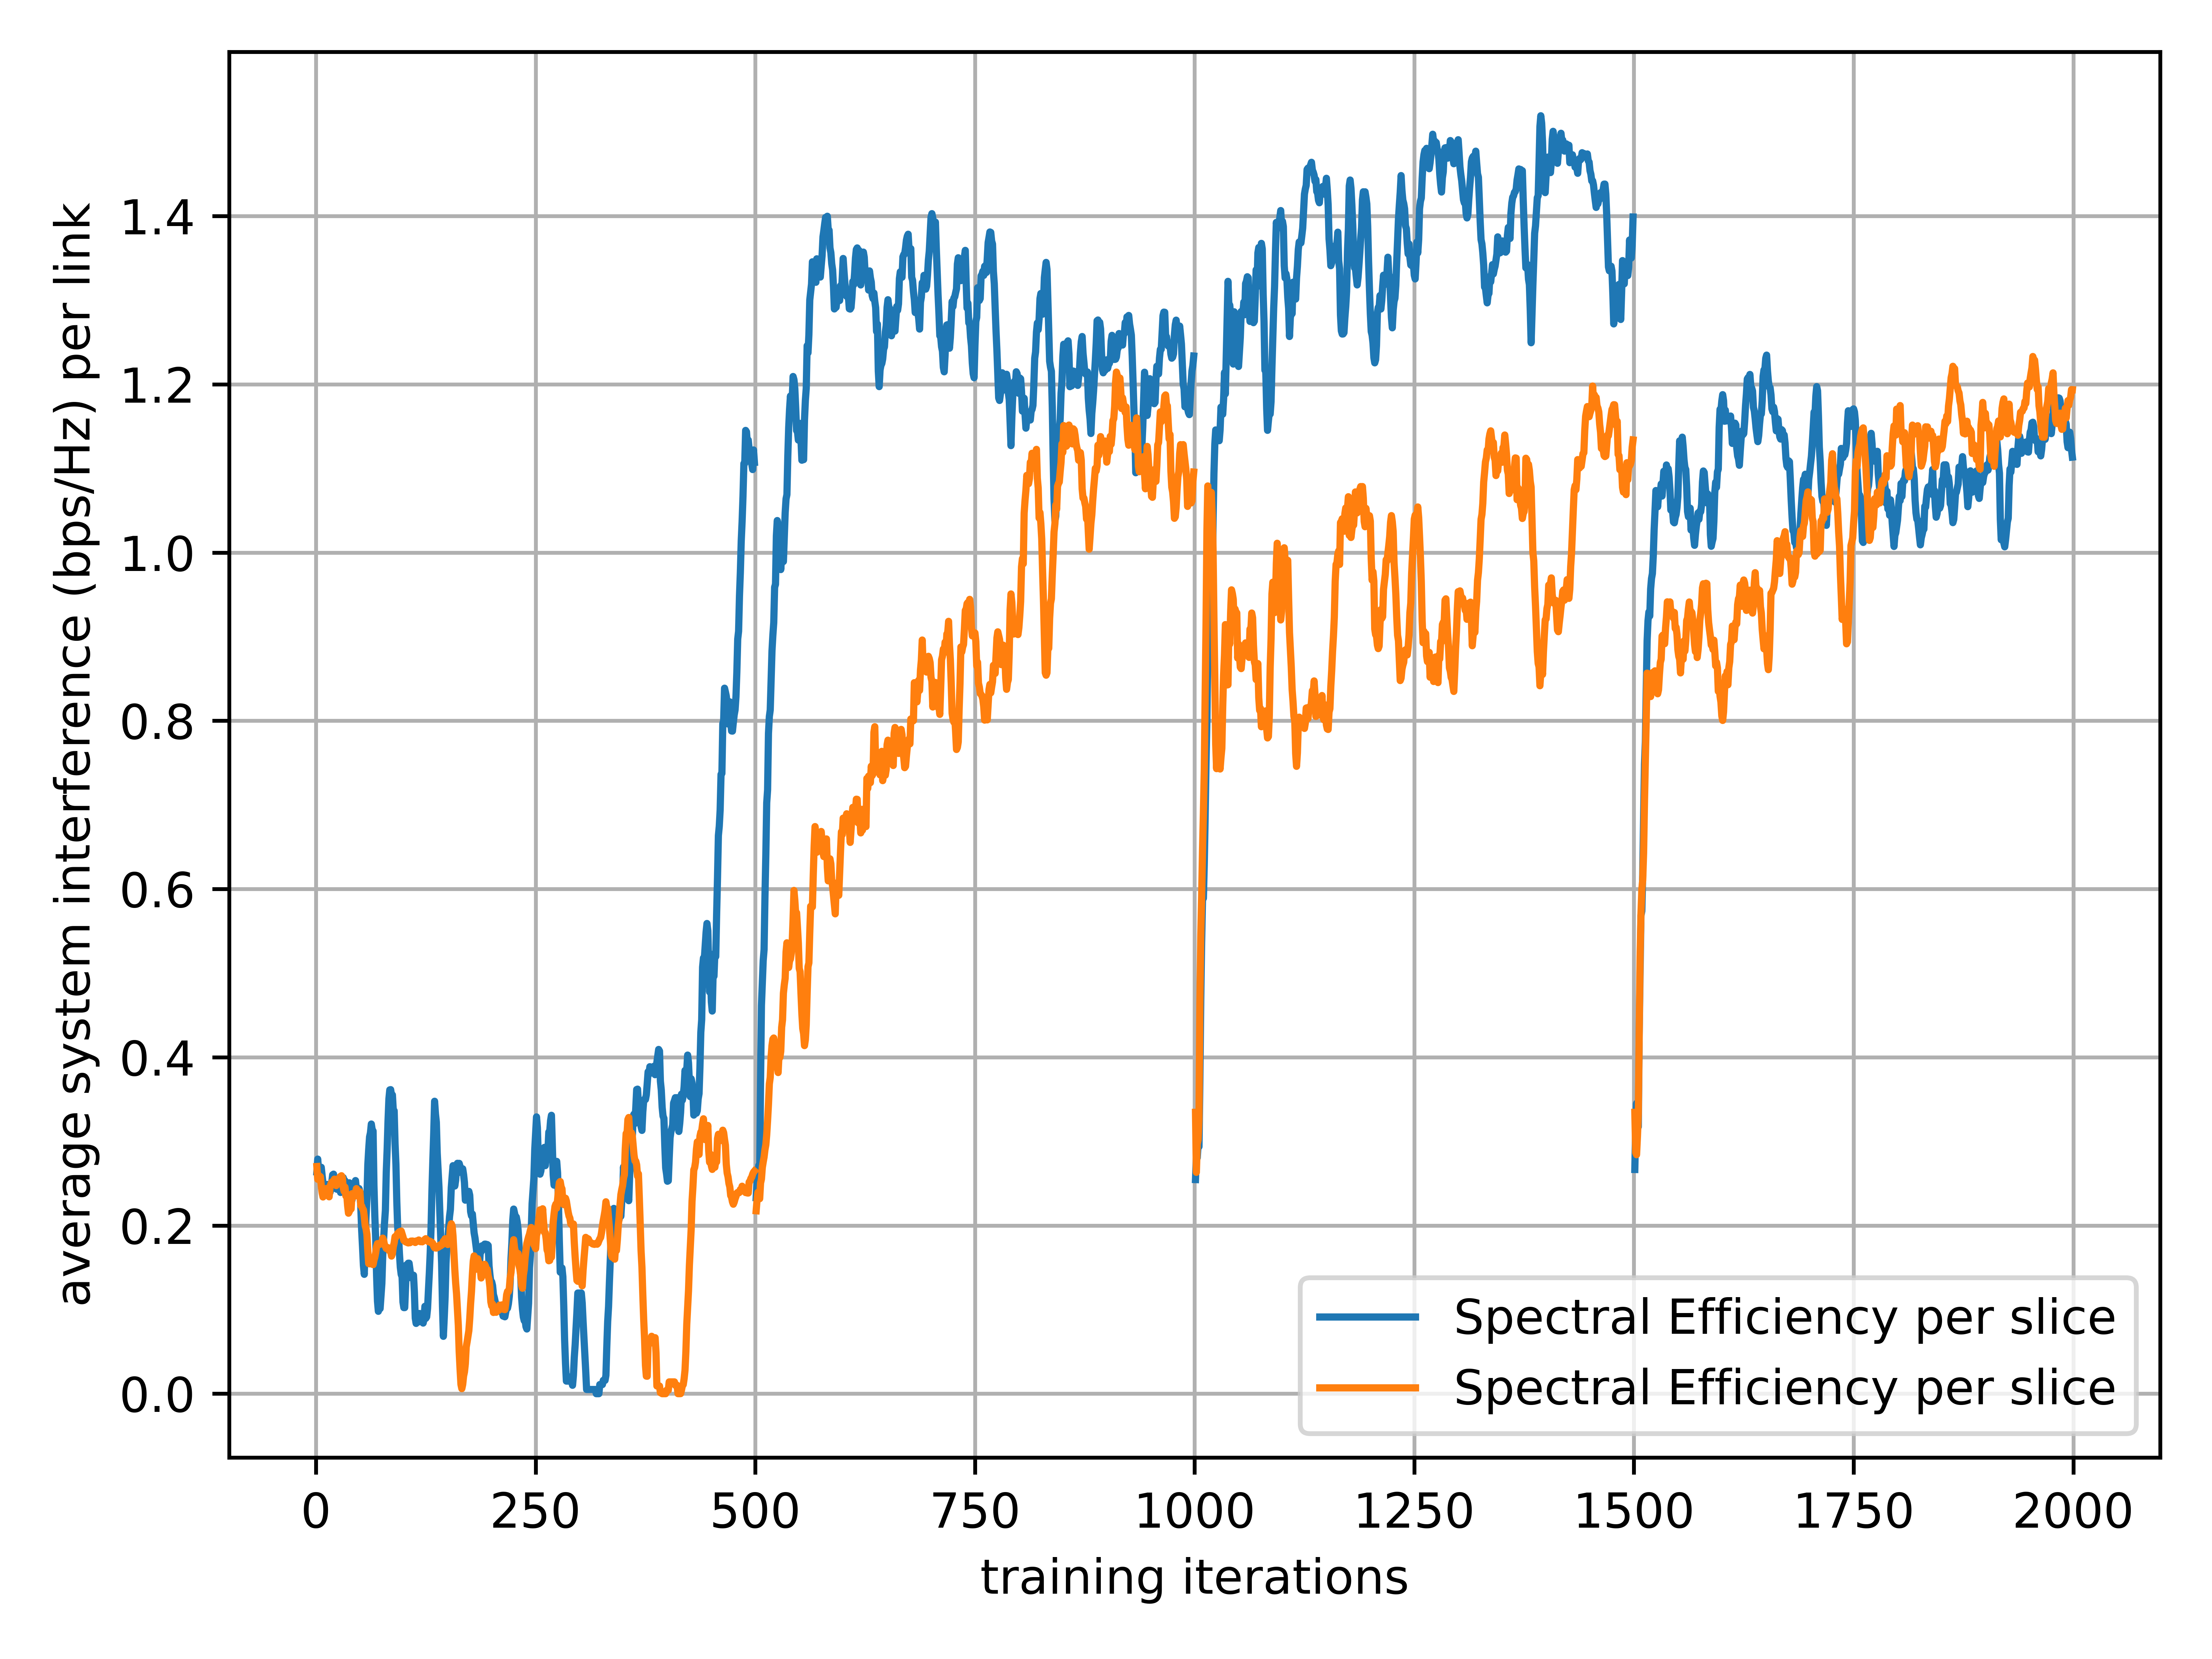 average system interference (bps/Hz) per link
1.4
1.2
1.0
0.8
0.6
0.4
0.2
0.0
Spectral Efficiency per slice
Spectral Efficiency per slice
0 250 500 750 1000 1250 1500 1750 2000
training iterations